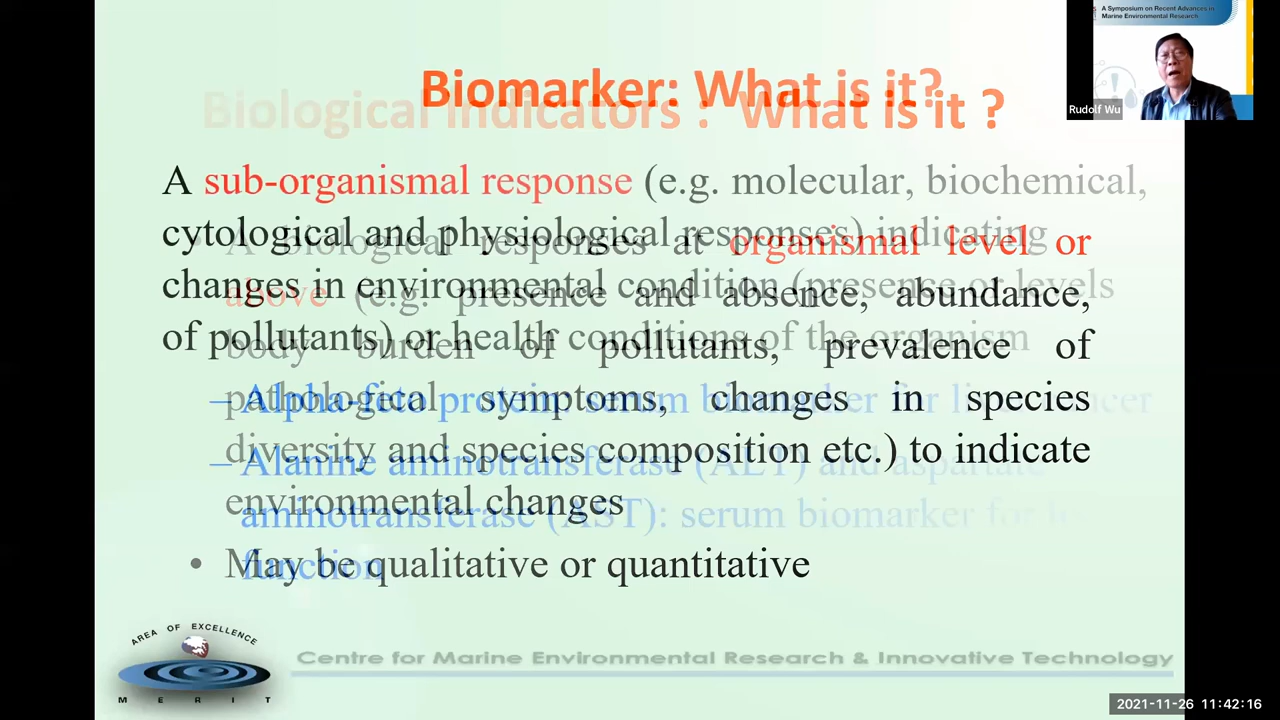 A Symposium on Recent Advances in
Marine Environmental Research
Rudolf Wu
Biomarker: What is it?
Biological Indicators : What is it ?
A sub-organismal response (e.g. molecular, biochemical,
cytological and physiological responses) indicating
changes in environmental condition (presence or levels
of pollutants) or health conditions of the organism
– Alpha-feto protein: serum biomarker for liver cancer
– Alanine aminotransferase (ALT) and aspartate
aminotransferase (AST): serum biomarker for liver
function
• A biological responses at organismal level or
above (e.g. presence and absence, abundance,
body burden of pollutants, prevalence of
pathological symptoms, changes in species
diversity and species composition etc.) to indicate
environmental changes
• May be qualitative or quantitative
AREA OF EXCELLENCE
MERIT
Centre for Marine Environmental Research & Innovative Technology
2021-11-26 11:42:16